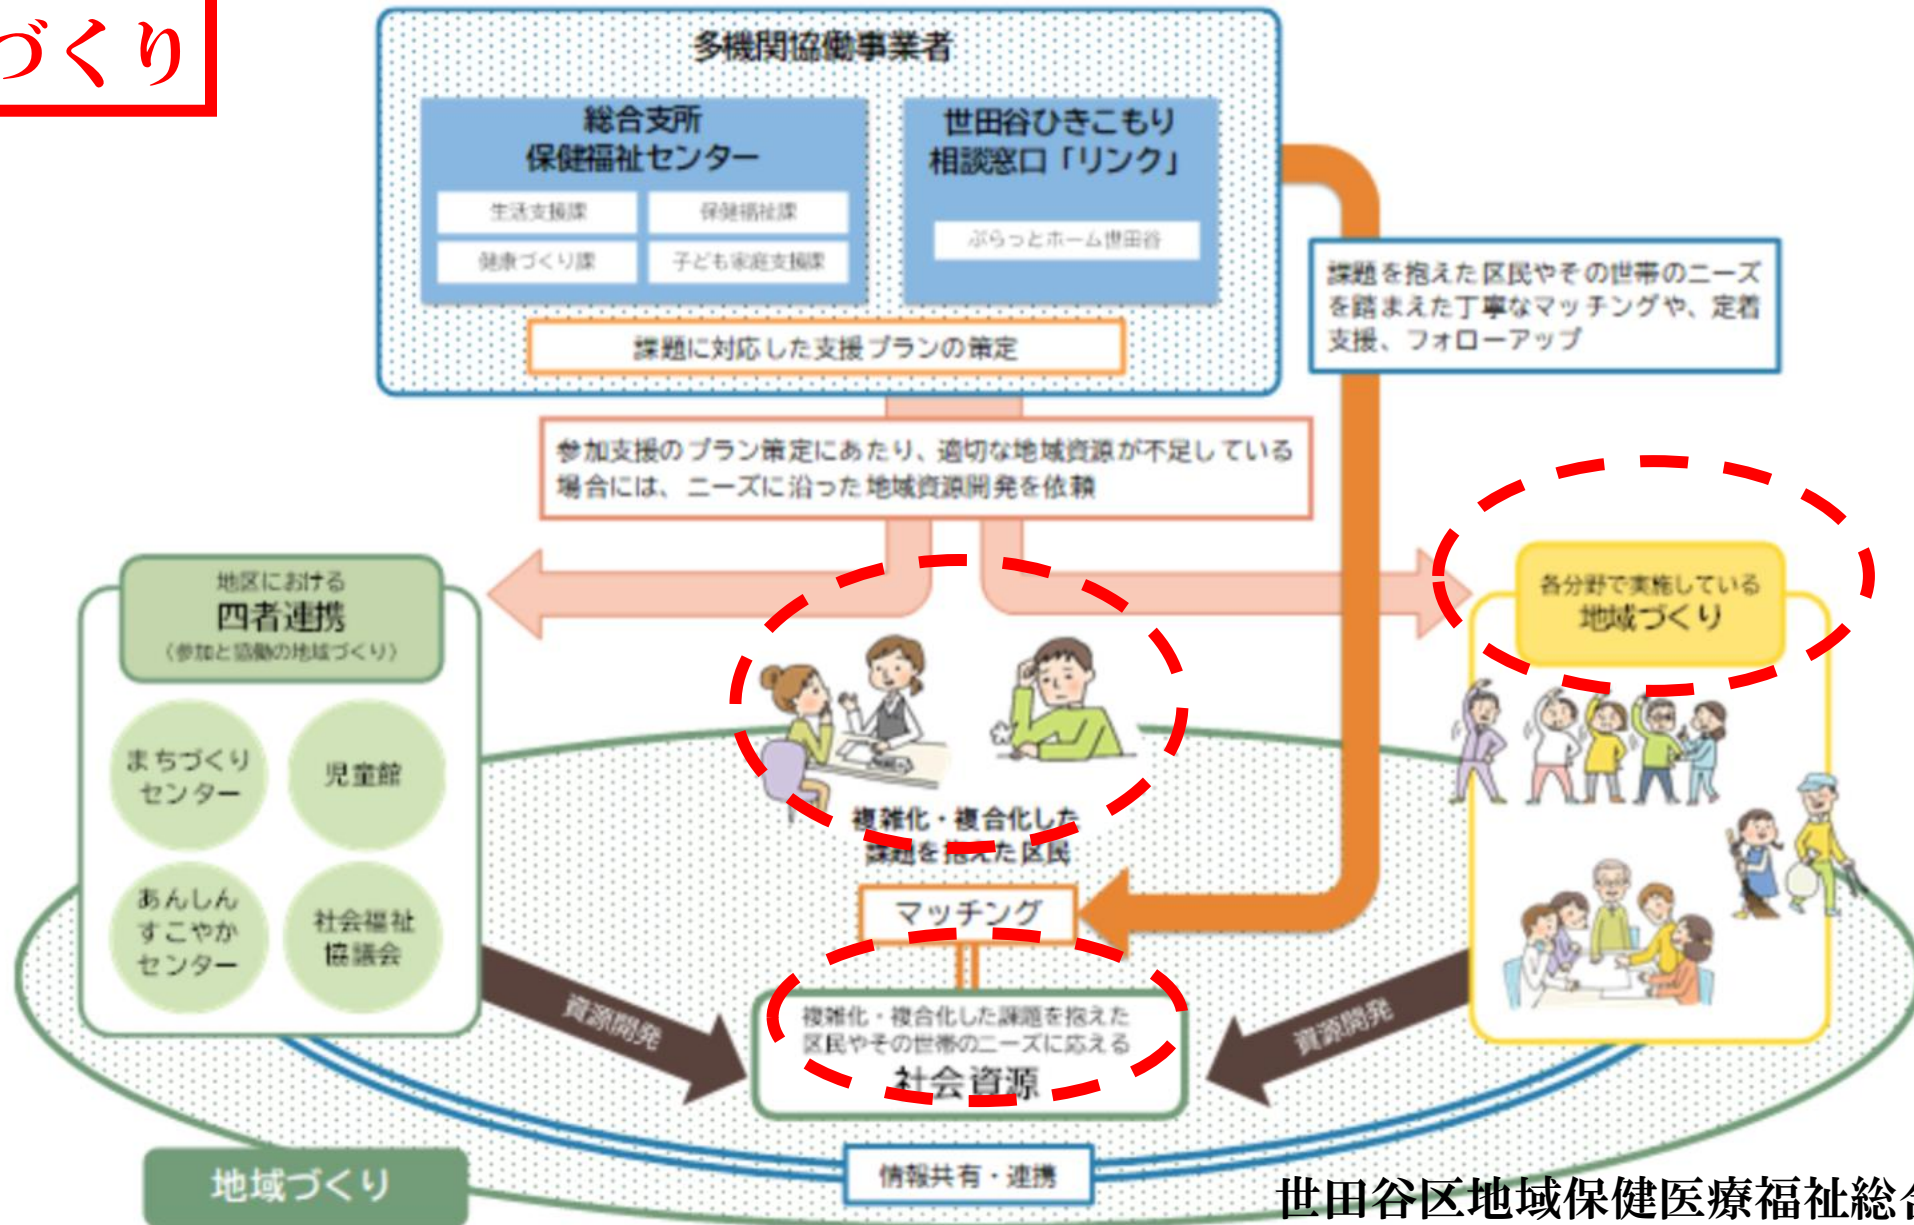 づくり
多機関協働事業者
総合支所
保健福祉センター
生活支援課
保健福祉課
健康づくり課
子ども家庭支援課
世田谷ひきこもり
相談窓口「リンク」
ぷらっとホーム世田谷
課題に対応した支援プランの策定
課題を抱えた区民やその世帯のニーズ
を踏まえた丁寧なマッチングや、定着
支援、フォローアップ
参加支援のプラン策定にあたり、適切な地域資源が不足している
場合には、ニーズに沿った地域資源開発を依頼
地区における
四者連携
（参加と協働の地域づくり）
まちづくり
センター
児童館
あんしん
すこやか
センター
社会福祉
協議会
各分野で実施している
地域づくり
複雑化・複合化した
課題を抱えた区民
マッチング
資源開発
資源開発
複雑化・複合化した課題を抱えた
区民やその世帯のニーズに応える
社会資源
情報共有・連携
地域づくり
世田谷区地域保健医療福祉総合